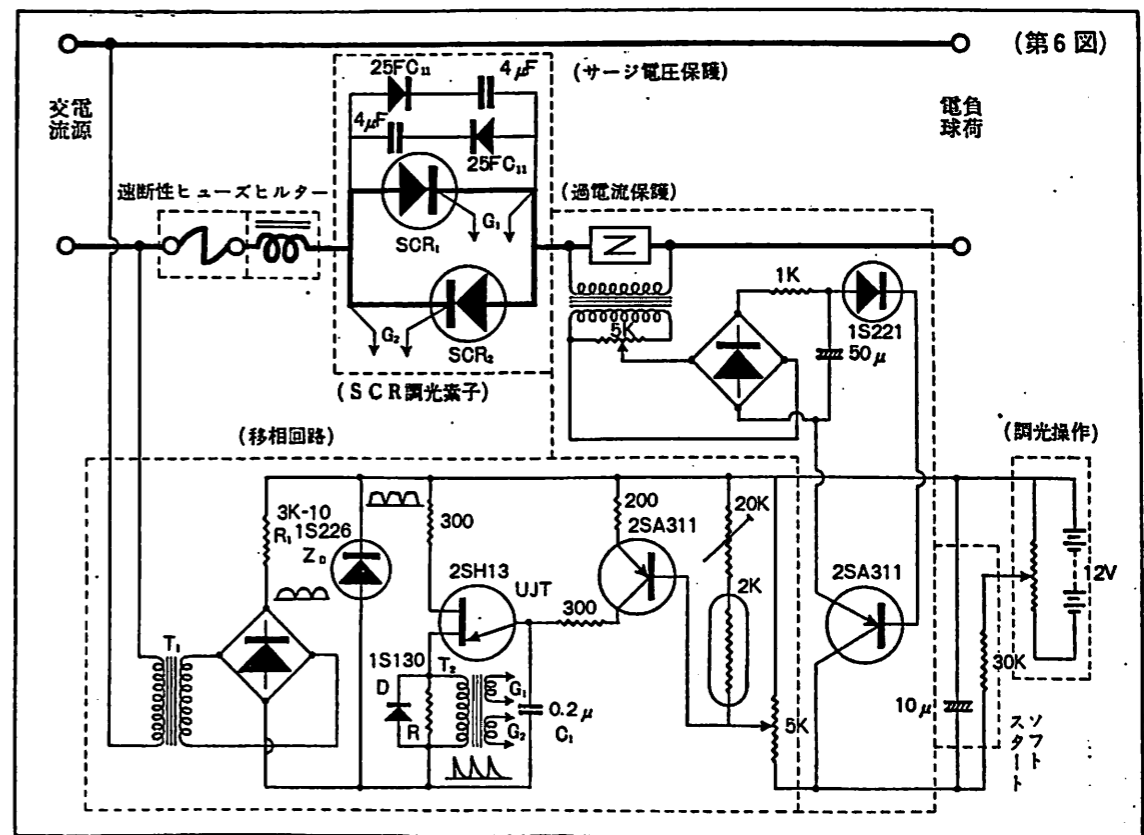 (第6図)
(サージ電圧保護)
25FC₁₁
4μF
4μF
25FC₁₁
交流
電源
電球
負荷
速断性ヒューズヒルター
(過電流保護)
G₁
SCR₁
G₂
SCR₂
(SCR調光素子)
Z
5K
1K
1S221
50μ
(移相回路)
(調光操作)
3K-10
R₁
1S226
Z_D
300
2SH13
UJT
200
2SA311
300
20K
2K
2SA311
12V
30K
T₁
1S130
D
R
T₂
G₁
G₂
0.2μ
C₁
5K
10μ
ソフト
スタート